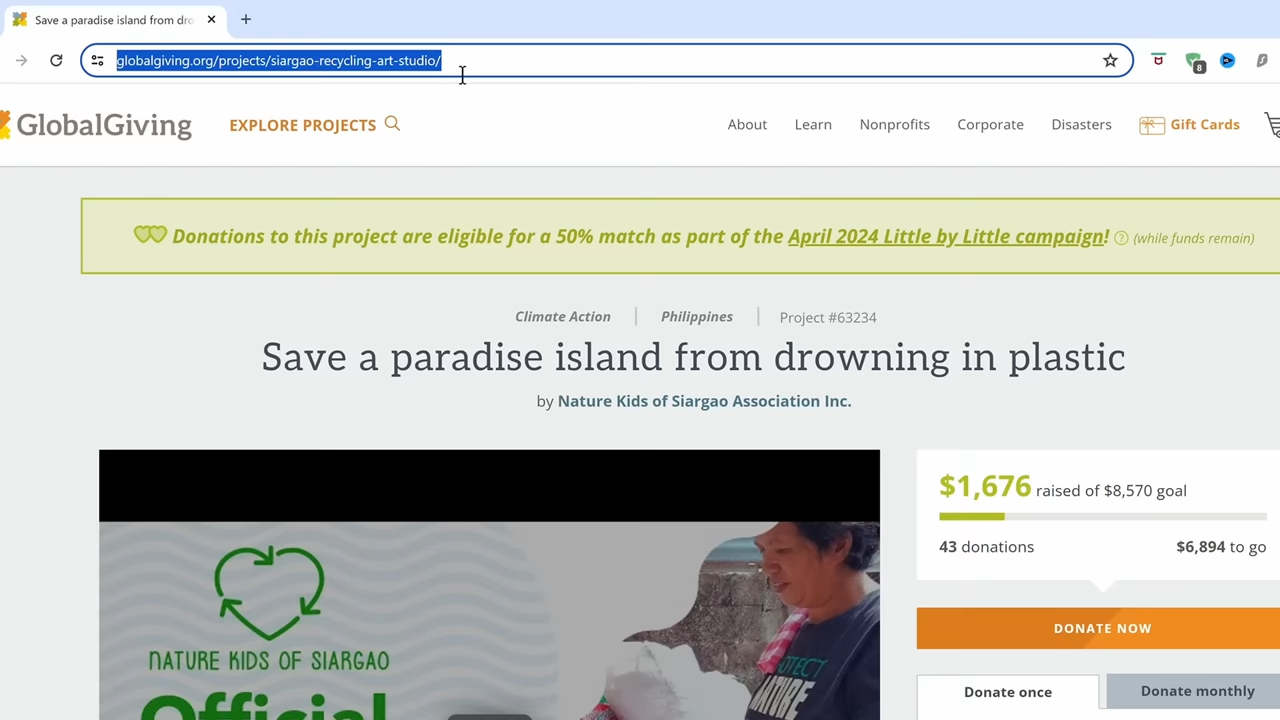 Save a paradise island from dro
globalgiving.org/projects/siargao-recycling-art-studio/
8
GlobalGiving
EXPLORE PROJECTS
About
Learn
Nonprofits
Corporate
Disasters
Gift Cards
Donations to this project are eligible for a 50% match as part of the April 2024 Little by Little campaign! ? (while funds remain)
Climate Action | Philippines | Project #63234
Save a paradise island from drowning in plastic
by Nature Kids of Siargao Association Inc.
$1,676 raised of $8,570 goal
43 donations
$6,894 to go
DONATE NOW
Donate once
Donate monthly
NATURE KIDS OF SIARGAO
Official
PROTECT
NATURE